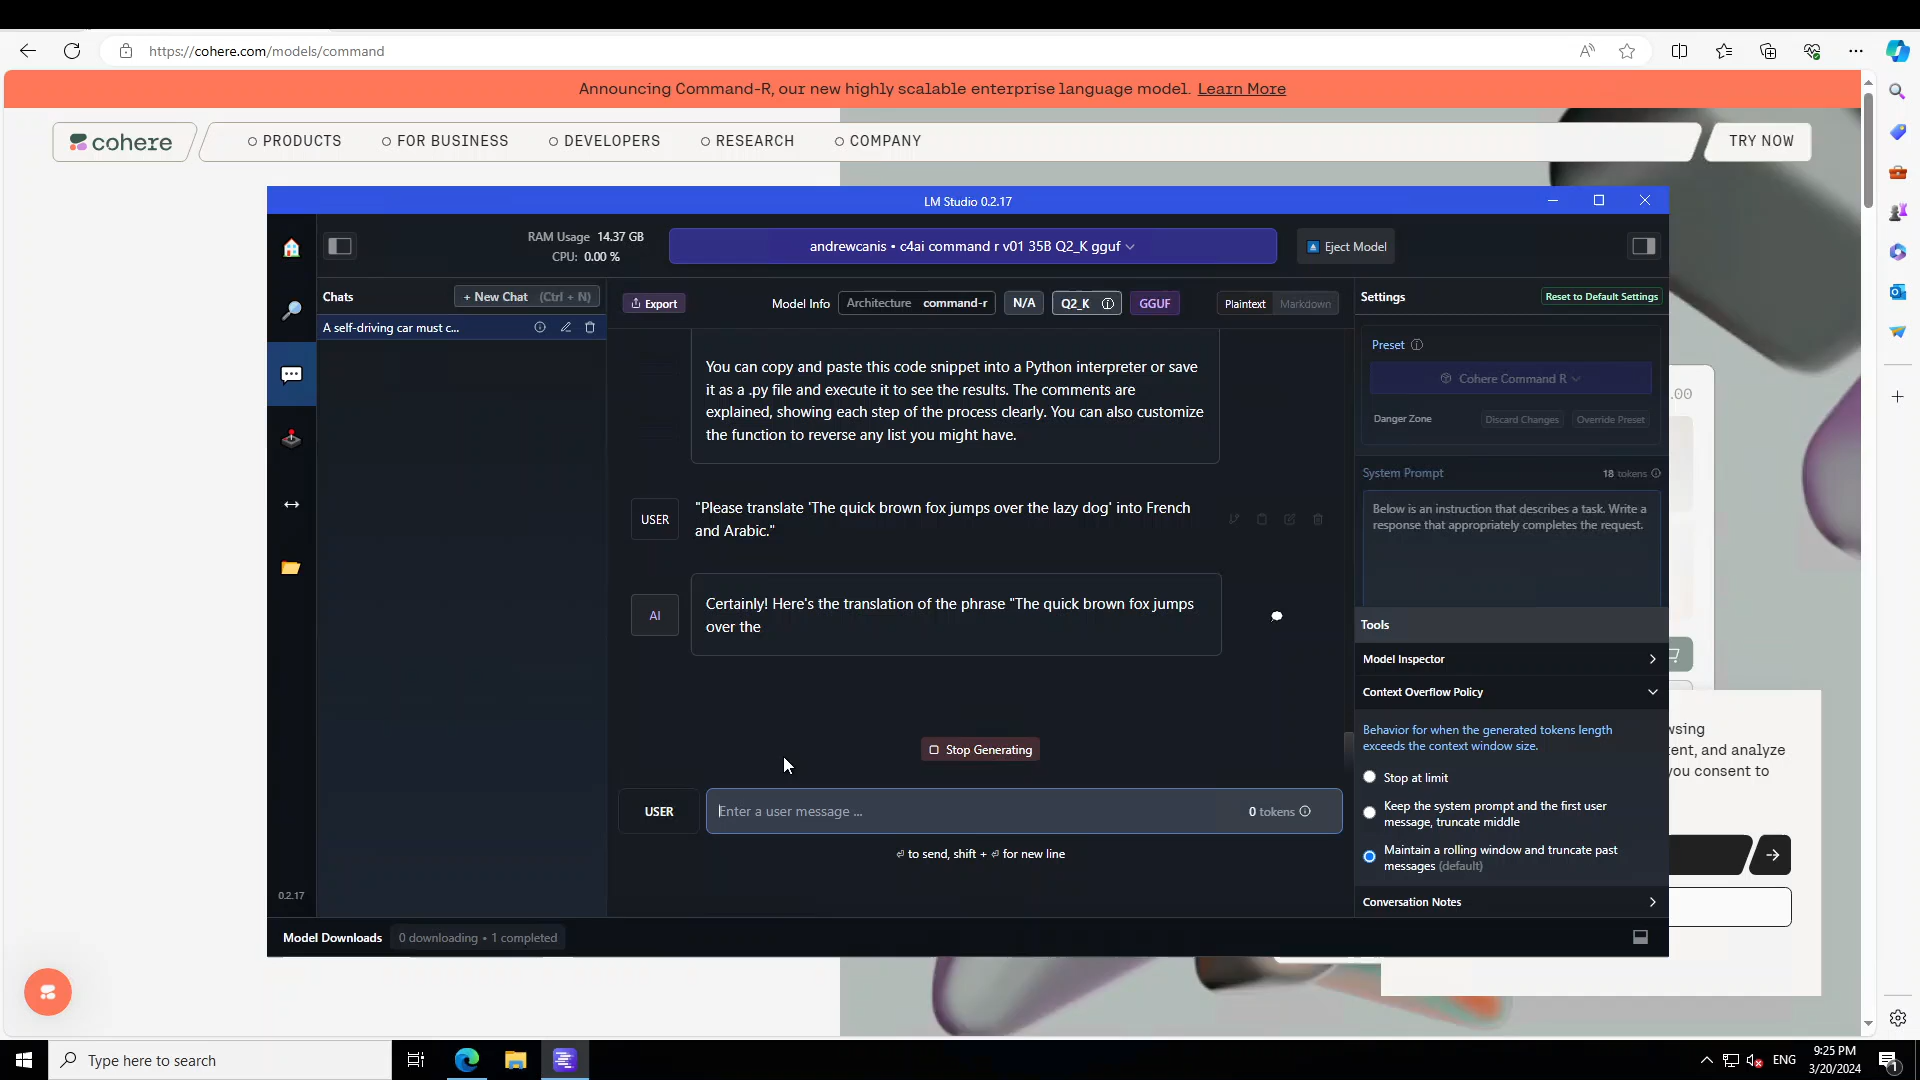 https://cohere.com/models/command
Announcing Command-R, our new highly scalable enterprise language model. Learn More
cohere
PRODUCTS
FOR BUSINESS
DEVELOPERS
RESEARCH
COMPANY
TRY NOW
LM Studio 0.2.17
RAM Usage 14.37 GB
CPU: 0.00 %
andrewcanis • c4ai command r v01 35B Q2_K gguf
Eject Model
Chats
+ New Chat (Ctrl + N)
A self-driving car must c...
Export
Model Info
Architecture command-r
N/A
Q2_K
GGUF
Plaintext Markdown
You can copy and paste this code snippet into a Python interpreter or save
it as a .py file and execute it to see the results. The comments are
explained, showing each step of the process clearly. You can also customize
the function to reverse any list you might have.
USER
"Please translate 'The quick brown fox jumps over the lazy dog' into French
and Arabic."
AI
Certainly! Here's the translation of the phrase "The quick brown fox jumps
over the
Stop Generating
USER
Enter a user message ...
0 tokens
⏎ to send, shift + ⏎ for new line
Settings
Reset to Default Settings
Preset
Cohere Command R
Danger Zone
Discard Changes
Override Preset
System Prompt
18 tokens
Below is an instruction that describes a task. Write a
response that appropriately completes the request.
Tools
Model Inspector
Context Overflow Policy
Behavior for when the generated tokens length
exceeds the context window size.
Stop at limit
Keep the system prompt and the first user
message, truncate middle
Maintain a rolling window and truncate past
messages (default)
Conversation Notes
0.2.17
Model Downloads
0 downloading • 1 completed
.00
wsing
tent, and analyze
you consent to
Type here to search
ENG
9:25 PM
3/20/2024
1